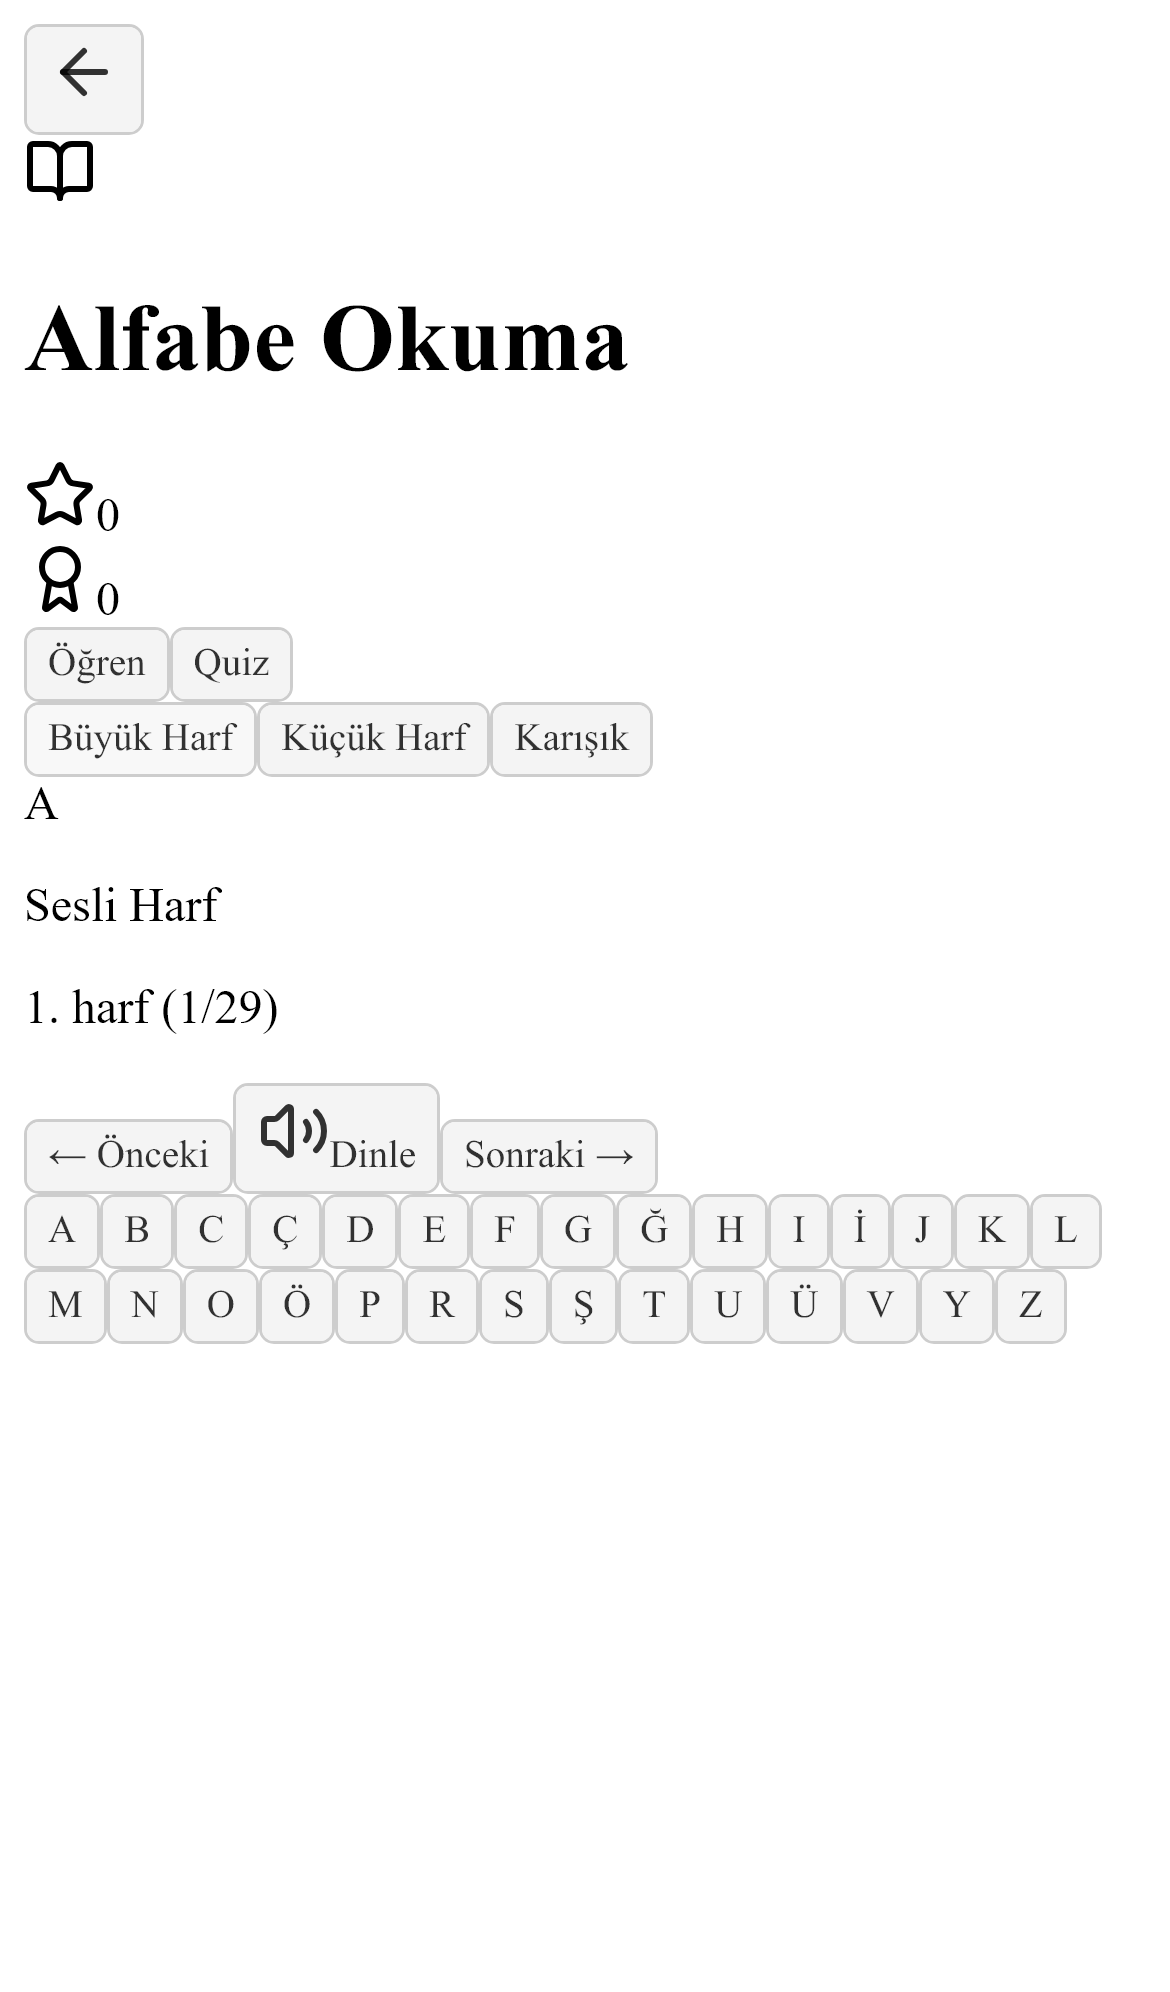 Alfabe Okuma
0
0
Öğren Quiz
Büyük Harf Küçük Harf Karışık
A
Sesli Harf
1. harf (1/29)
← Önceki Dinle Sonraki →
A B C Ç D E F G Ğ H I İ J K L
M N O Ö P R S Ş T U Ü V Y Z